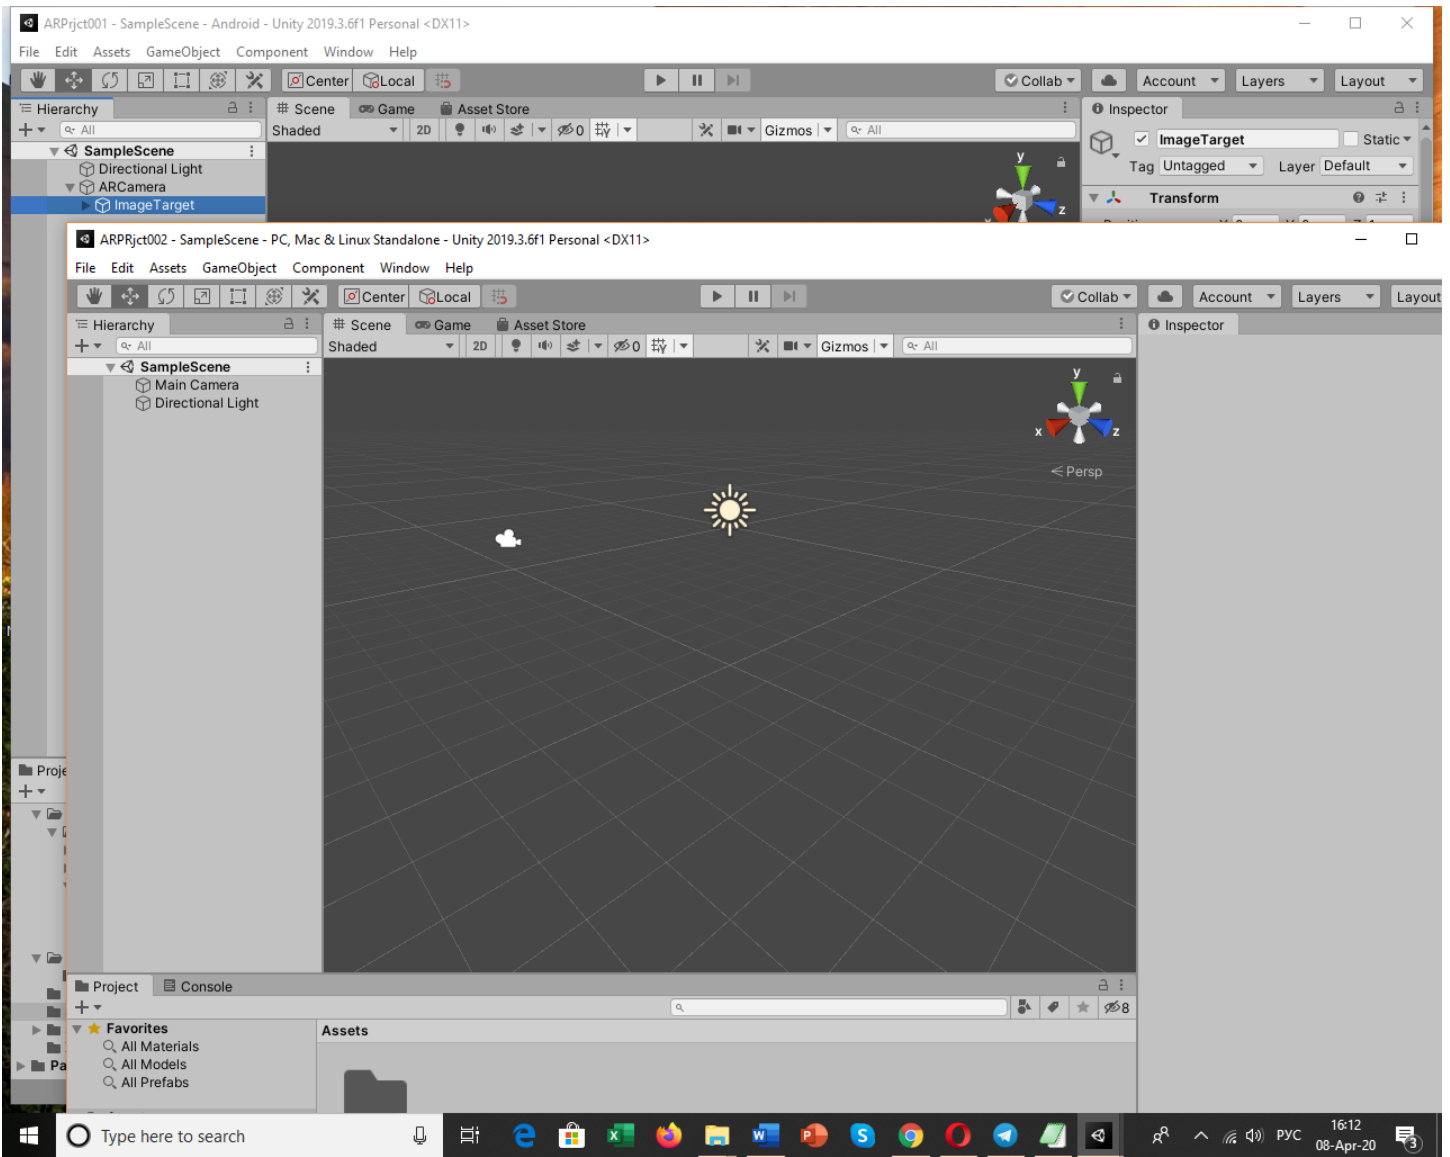 ARPrjct001 - SampleScene - Android - Unity 2019.3.6f1 Personal <DX11>
File Edit Assets GameObject Component Window Help
Center Local Collab Account Layers Layout
Hierarchy Scene Game Asset Store Inspector
All Shaded 2D 0 Gizmos All ImageTarget Static
SampleScene
Tag Untagged Layer Default
Directional Light
ARCamera
ImageTarget
y
z
x
Transform
ARPRjct002 - SampleScene - PC, Mac & Linux Standalone - Unity 2019.3.6f1 Personal <DX11>
File Edit Assets GameObject Component Window Help
Center Local Collab Account Layers Layout
Hierarchy Scene Game Asset Store Inspector
All Shaded 2D 0 Gizmos All
SampleScene
Main Camera
Directional Light
y
x z
Persp
Proje
Project Console
8
Favorites
Assets
All Materials
All Models
All Prefabs
Pa
Type here to search
РУС
16:12
08-Apr-20
3